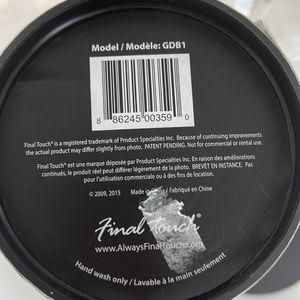 Model / Modèle: GDB1
8 86245 00359 0
Final Touch® is a registered trademark of Product Specialties Inc. Because of continuing improvements
the actual product may differ slightly from photo. PATENT PENDING. Not for commercial or rental use.
Final Touch® est une marque déposée par Product Specialties Inc. En raison des améliorations
continues, le produit réel peut différer légèrement de la photo. BREVET EN INSTANCE. Pas
pour l'utilisation commerciale ou à des fins de location.
© 2009, 2015 Made in China / Fabriqué en Chine
Final Touch®
www.AlwaysFinalTouch.com
Hand wash only / Lavable à la main seulement